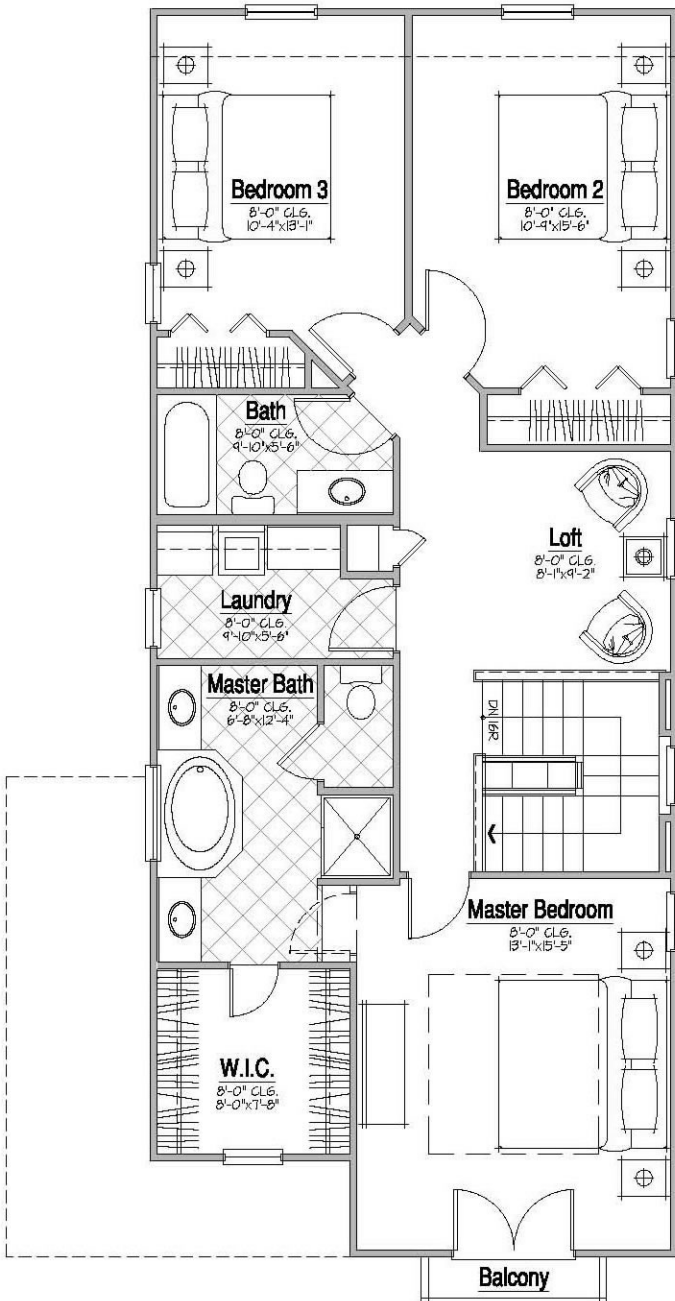 Bedroom 3
8'-0" CLG.
10'-4"x13'-1"
Bedroom 2
8'-0" CLG.
10'-9"x15'-6"
Bath
8'-0" CLG.
9'-10"x5'-6"
Loft
8'-0" CLG.
8'-1"x9'-2"
Laundry
8'-0" CLG.
9'-10"x5'-6"
Master Bath
8'-0" CLG.
6'-8"x12'-4"
DN 16R
Master Bedroom
8'-0" CLG.
13'-1"x15'-5"
W.I.C.
8'-0" CLG.
8'-0"x7'-8"
Balcony